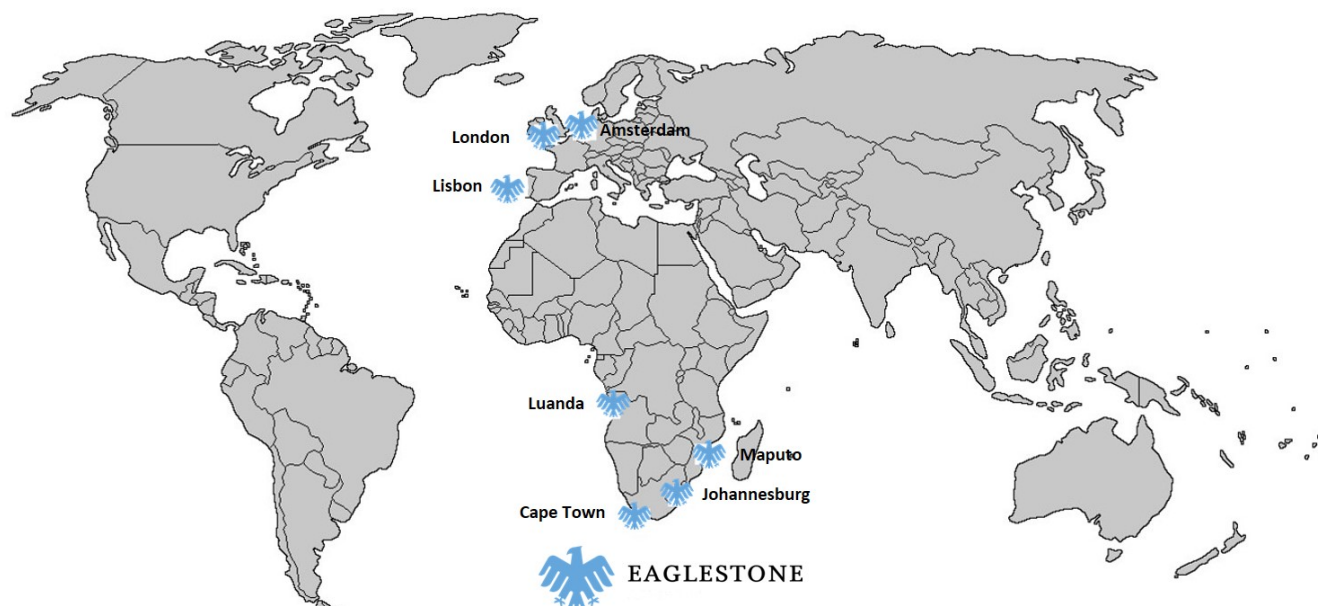 London
Amsterdam
Lisbon
Luanda
Maputo
Johannesburg
Cape Town
EAGLESTONE